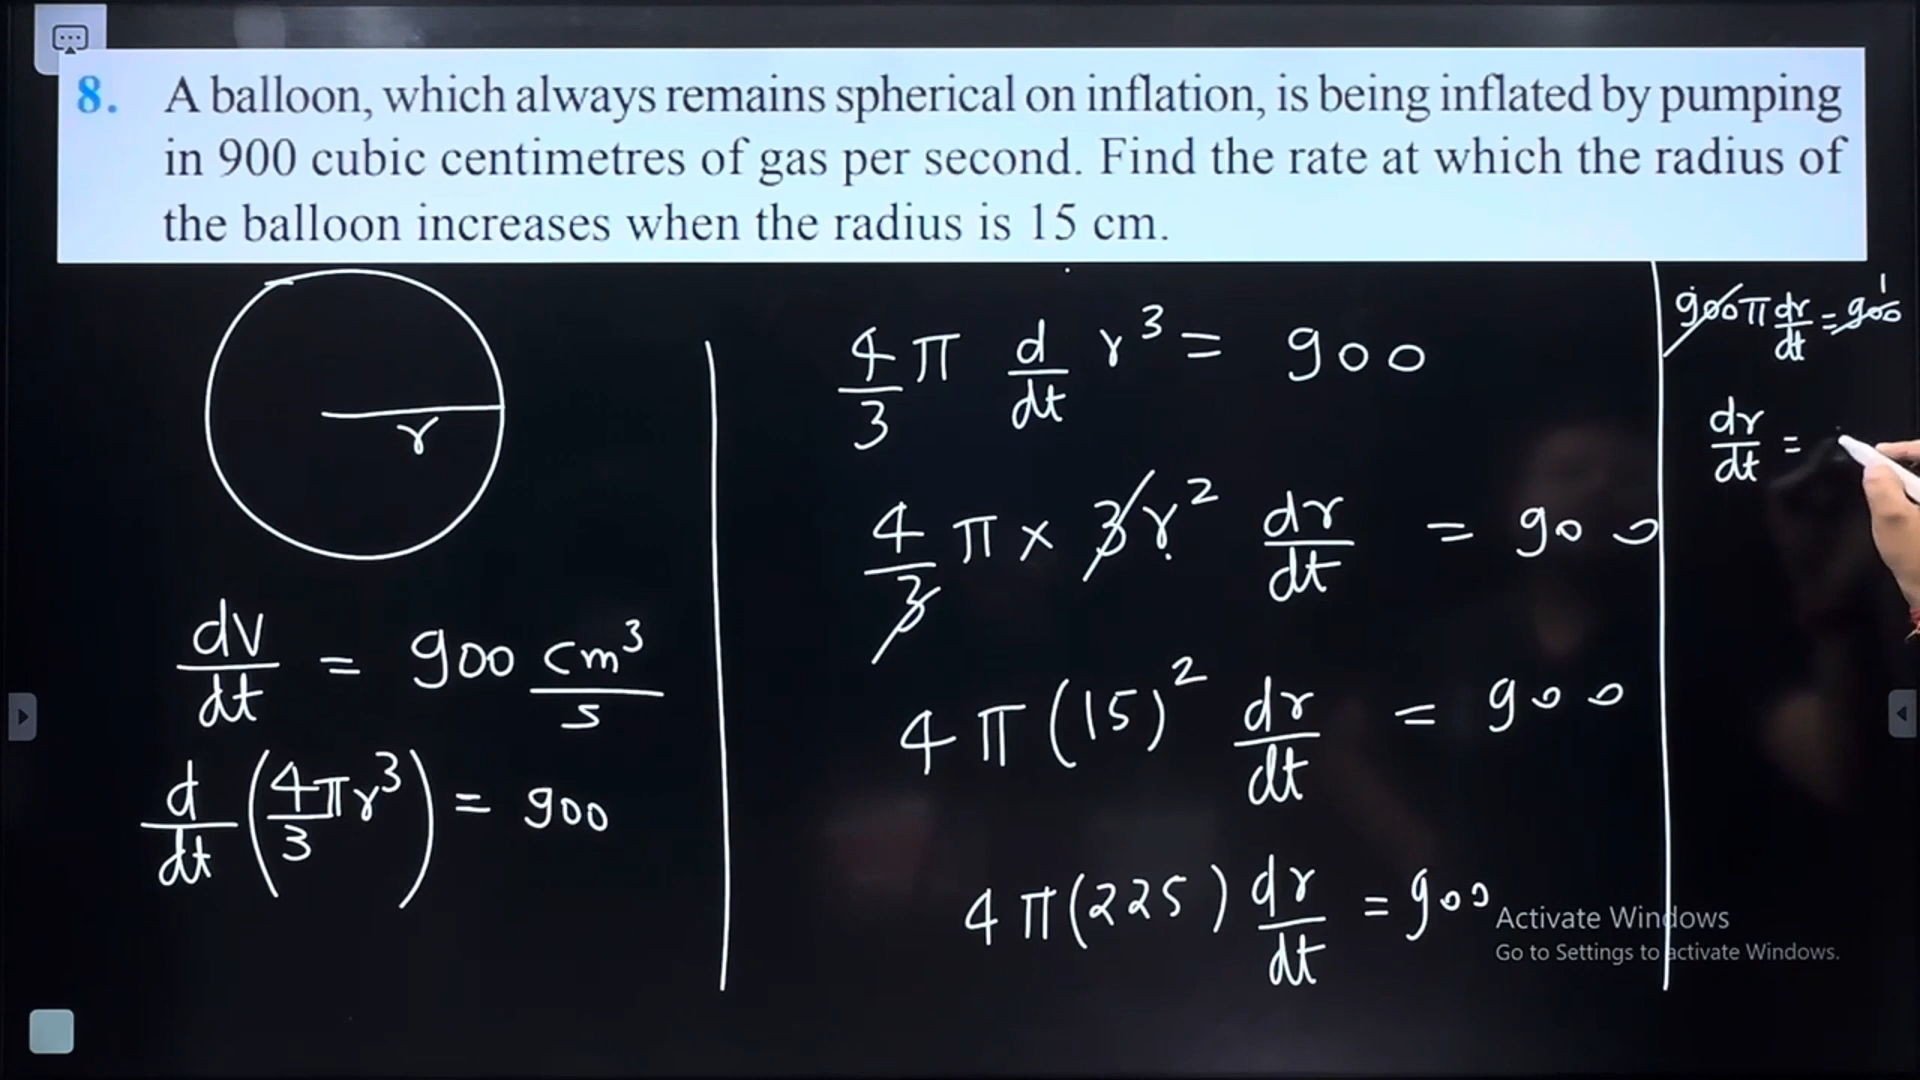 8. A balloon, which always remains spherical on inflation, is being inflated by pumping
in 900 cubic centimetres of gas per second. Find the rate at which the radius of
the balloon increases when the radius is 15 cm.
r
dv/dt = 900 cm³/s
d/dt (4/3 πr³) = 900
4/3 π d/dt r³ = 900
4/3 π × 3r² dr/dt = 900
4π(15)² dr/dt = 900
4π(225) dr/dt = 900
900π dr/dt = 900 1
dr/dt =
Activate Windows
Go to Settings to activate Windows.